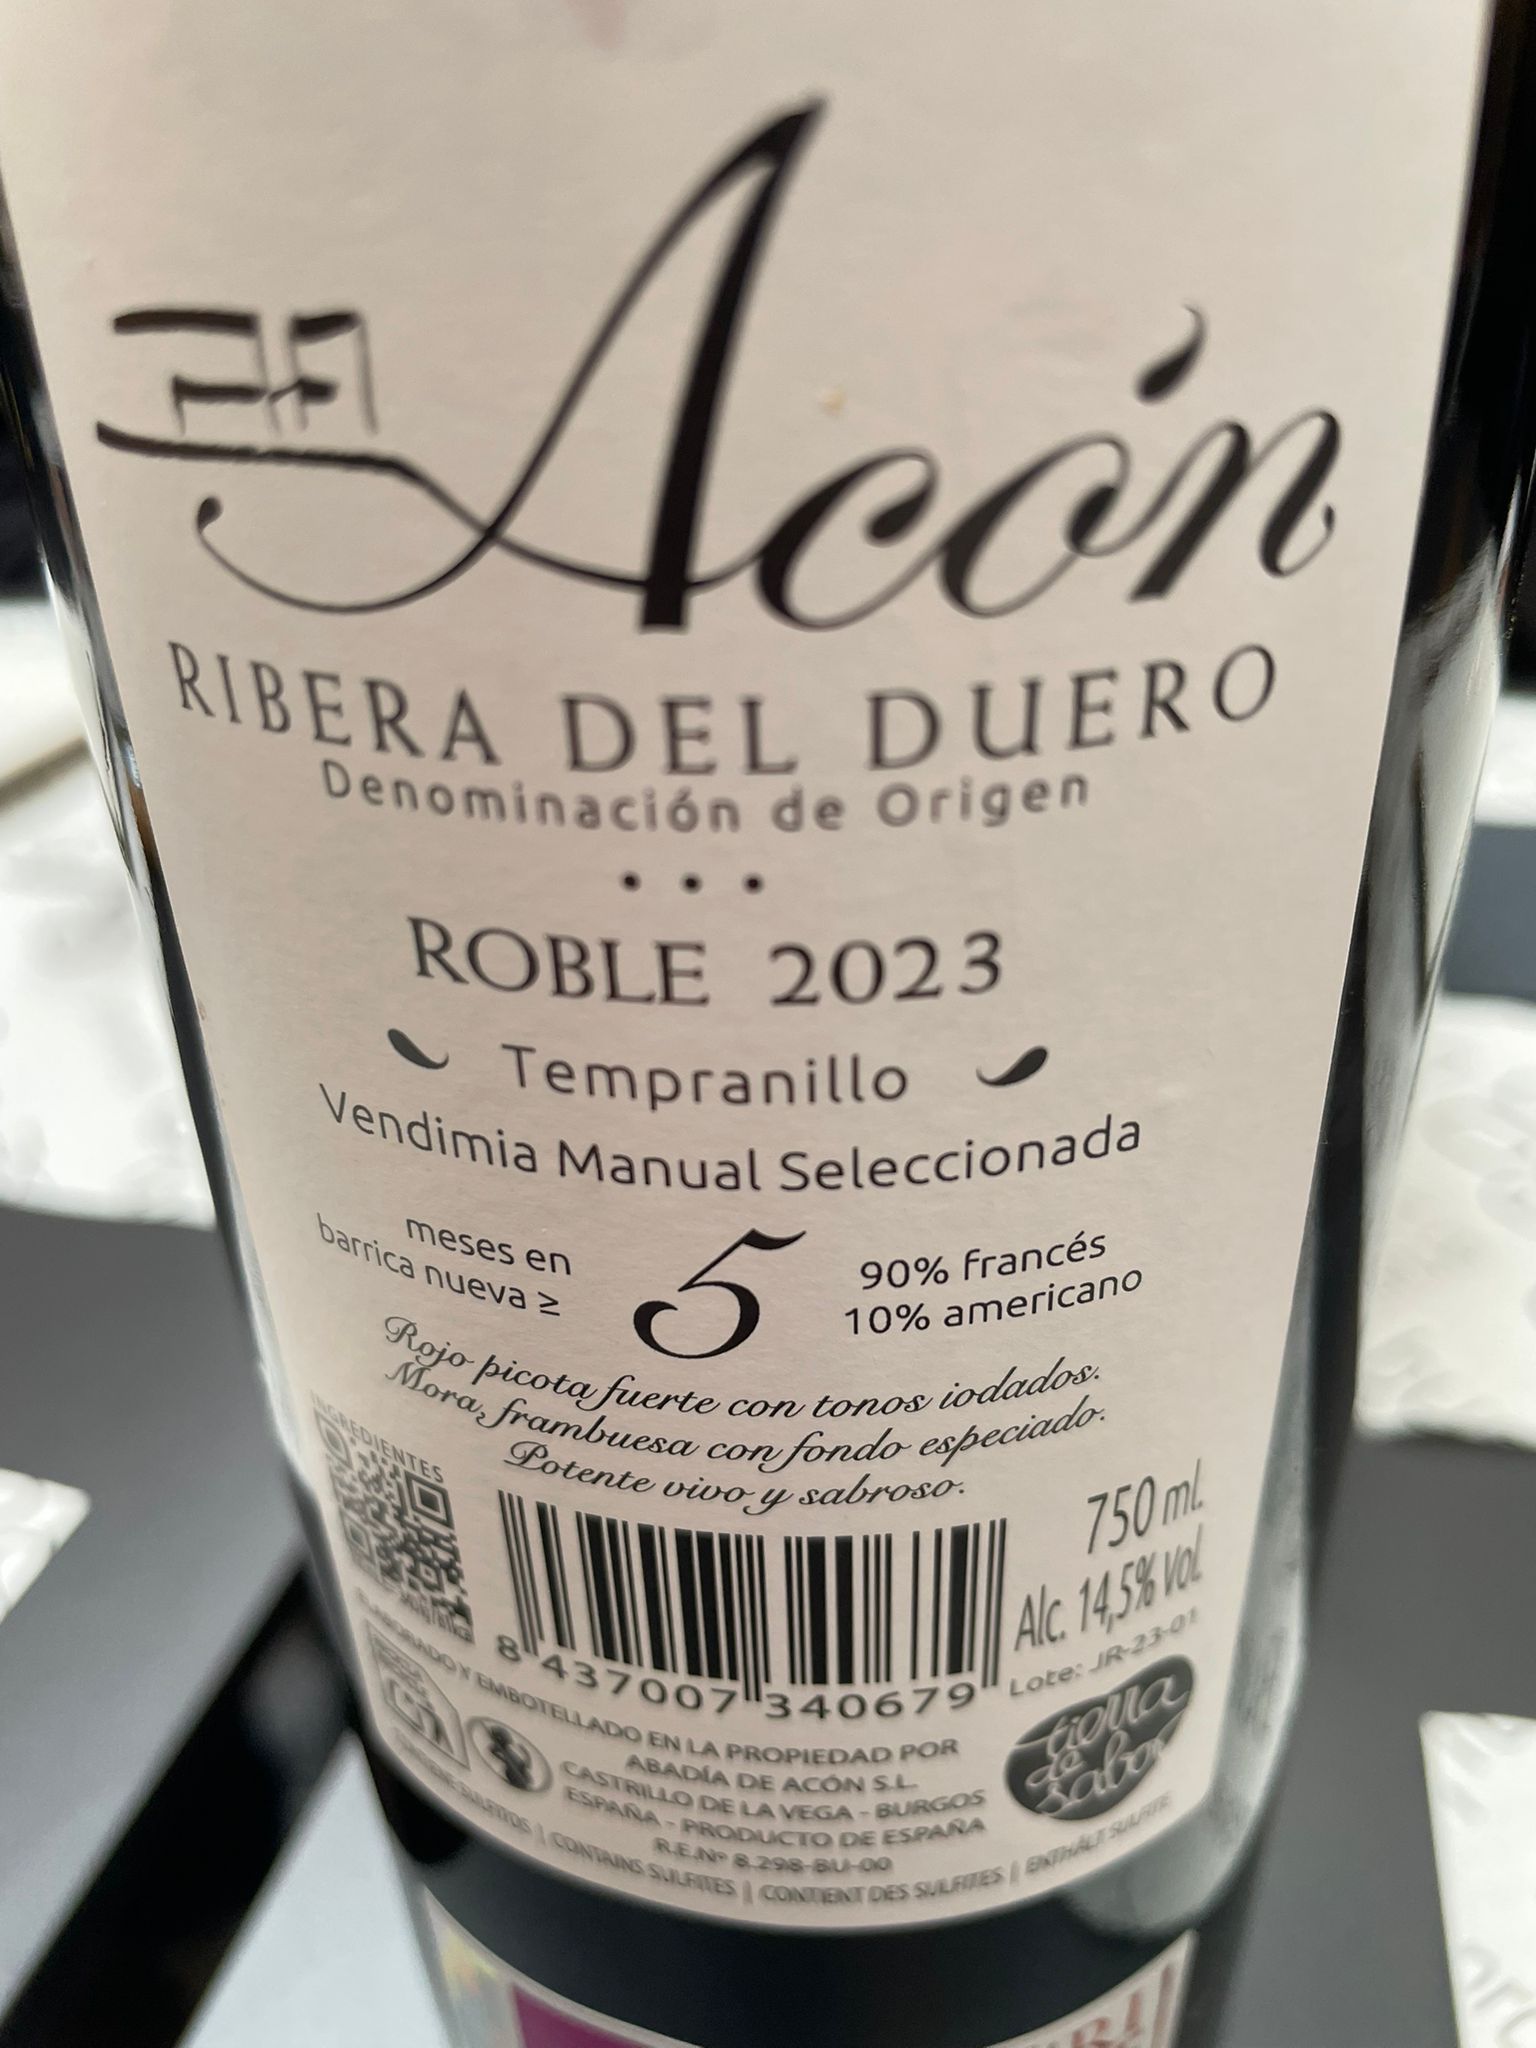 Acón
RIBERA DEL DUERO
Denominación de Origen
ROBLE 2023
Tempranillo
Vendimia Manual Seleccionada
meses en
barrica nueva ≥
5
90% francés
10% americano
Rojo picota fuerte con tonos iodados.
Mora, frambuesa con fondo especiado.
Potente vivo y sabroso.
INGREDIENTES
750 ml.
Alc. 14,5% vol.
Lote: JR-23-01
8 437007 340679
tierra de sabor
ELABORADO Y EMBOTELLADO EN LA PROPIEDAD POR
ABADÍA DE ACÓN S.L.
CASTRILLO DE LA VEGA - BURGOS
ESPAÑA - PRODUCTO DE ESPAÑA
R.E.Nº 8.298-BU-00
SULFITOS | CONTAINS SULFITES | CONTIENT DES SULFITES | ENTHÄLT SULFITE